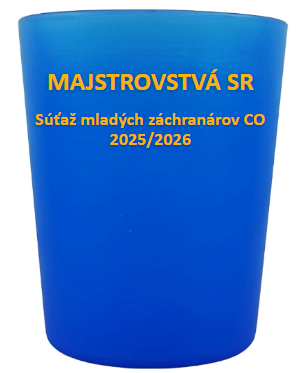 MAJSTROVSTVÁ SR
Súťaž mladých záchranárov CO
2025/2026